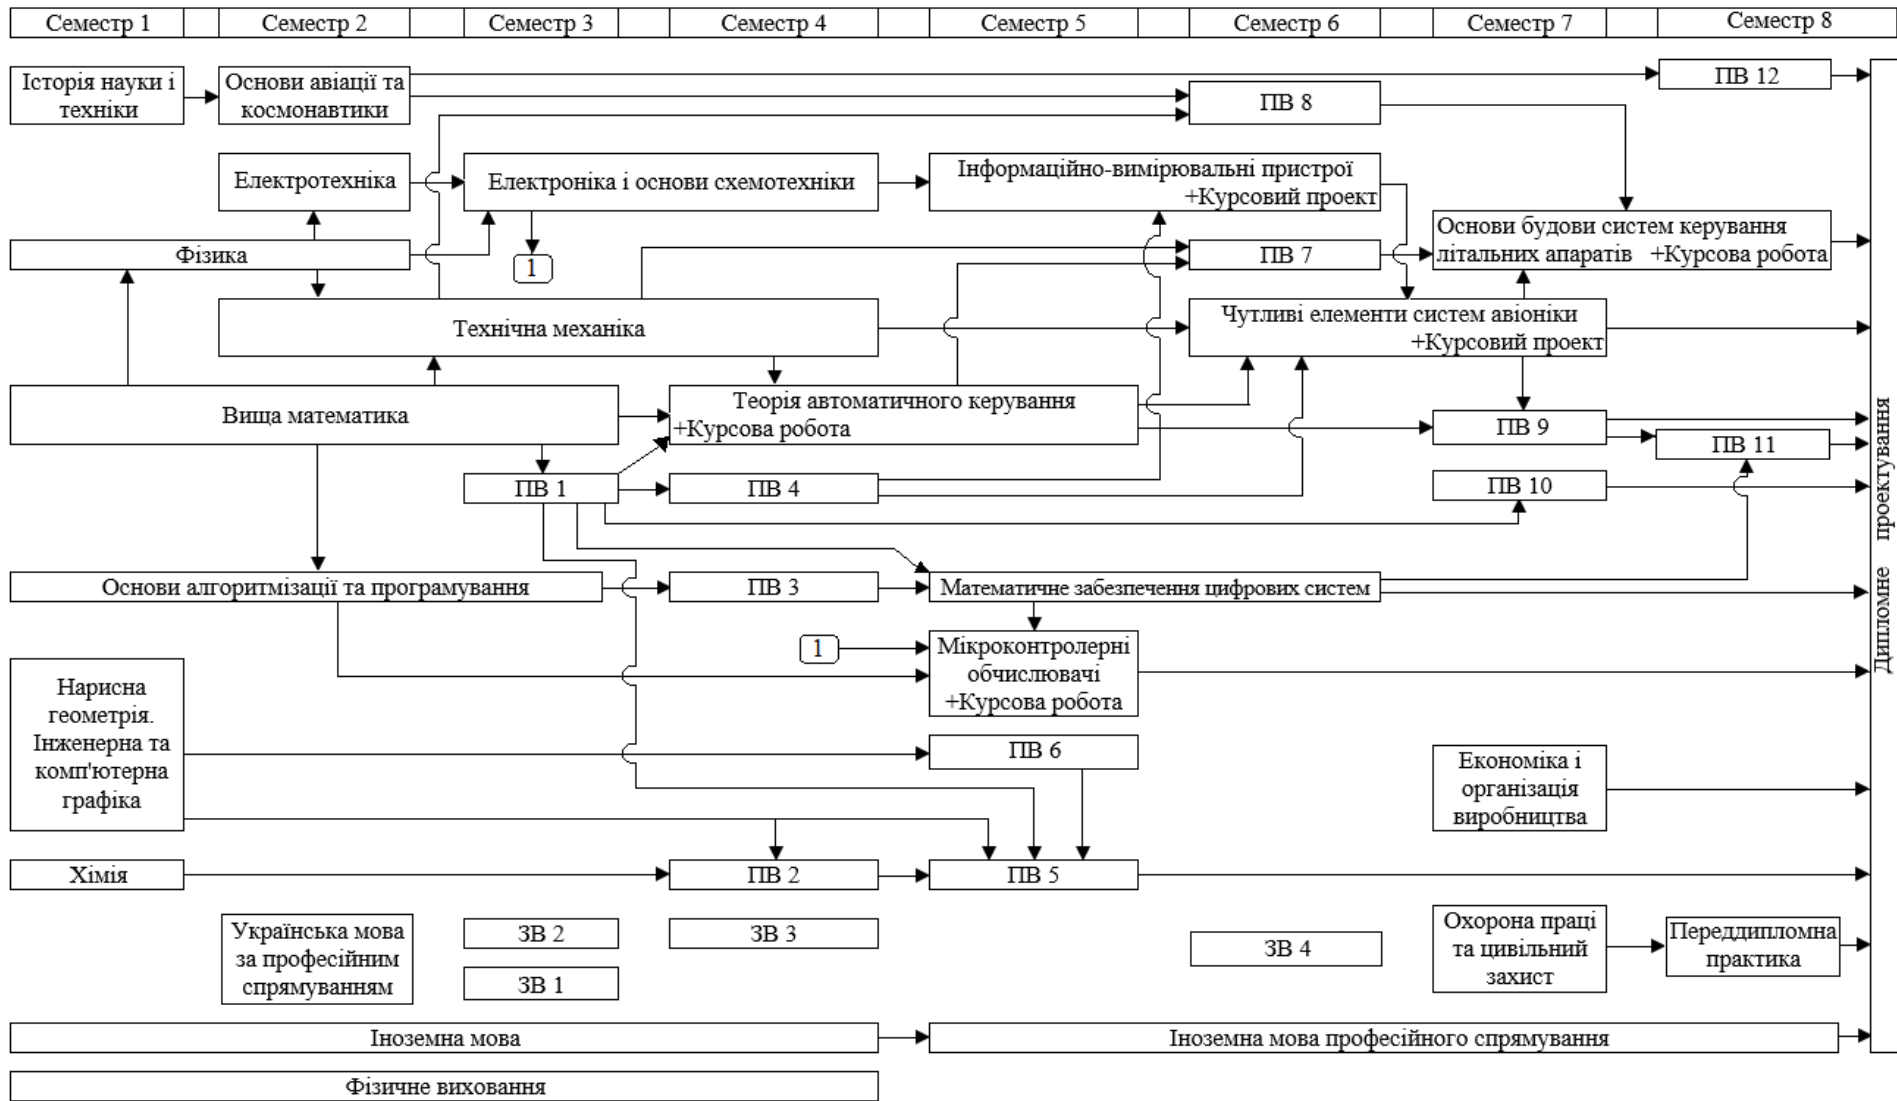 Семестр 1
Семестр 2
Семестр 3
Семестр 4
Семестр 5
Семестр 6
Семестр 7
Семестр 8
Історія науки і
техніки
Основи авіації та
космонавтики
ПВ 8
ПВ 12
Електротехніка
Електроніка і основи схемотехніки
Інформаційно-вимірювальні пристрої
+Курсовий проект
Фізика
1
ПВ 7
Основи будови систем керування
літальних апаратів +Курсова робота
Технічна механіка
Чутливі елементи систем авіоніки
+Курсовий проект
Вища математика
Теорія автоматичного керування
+Курсова робота
ПВ 9
ПВ 11
ПВ 1
ПВ 4
ПВ 10
Основи алгоритмізації та програмування
ПВ 3
Математичне забезпечення цифрових систем
1
Мікроконтролерні
обчислювачі
+Курсова робота
Нарисна
геометрія.
Інженерна та
комп'ютерна
графіка
ПВ 6
Економіка і
організація
виробництва
Хімія
ПВ 2
ПВ 5
Українська мова
за професійним
спрямуванням
ЗВ 2
ЗВ 1
ЗВ 3
ЗВ 4
Охорона праці
та цивільний
захист
Переддипломна
практика
Іноземна мова
Іноземна мова професійного спрямування
Фізичне виховання
Дипломне проектування